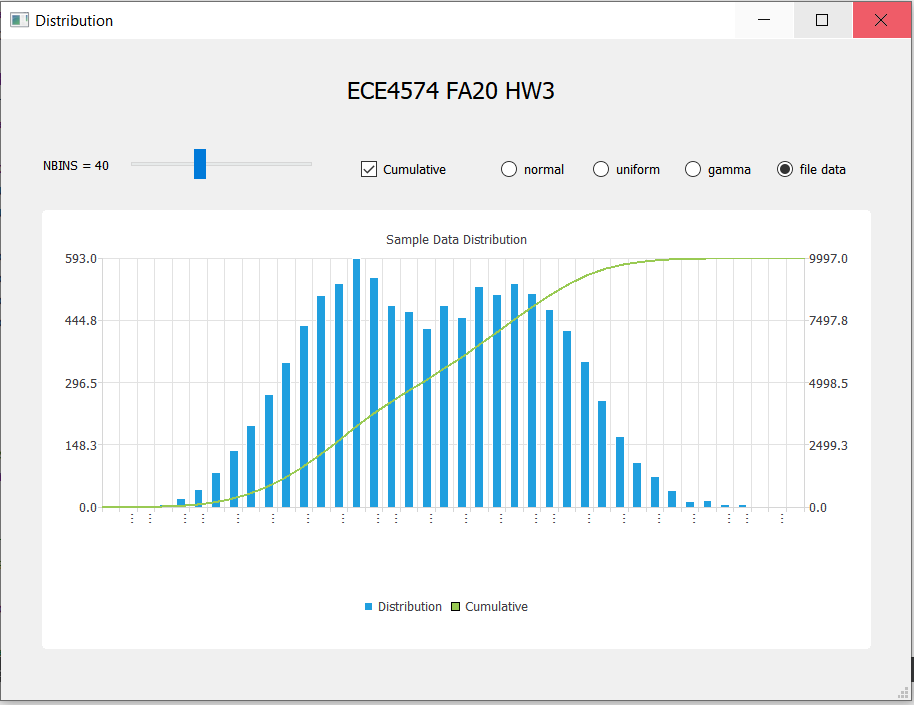 Distribution
ECE4574 FA20 HW3
NBINS = 40
Cumulative normal uniform gamma file data
Sample Data Distribution
593.0 9997.0
444.8 7497.8
296.5 4998.5
148.3 2499.3
0.0 0.0
Distribution Cumulative